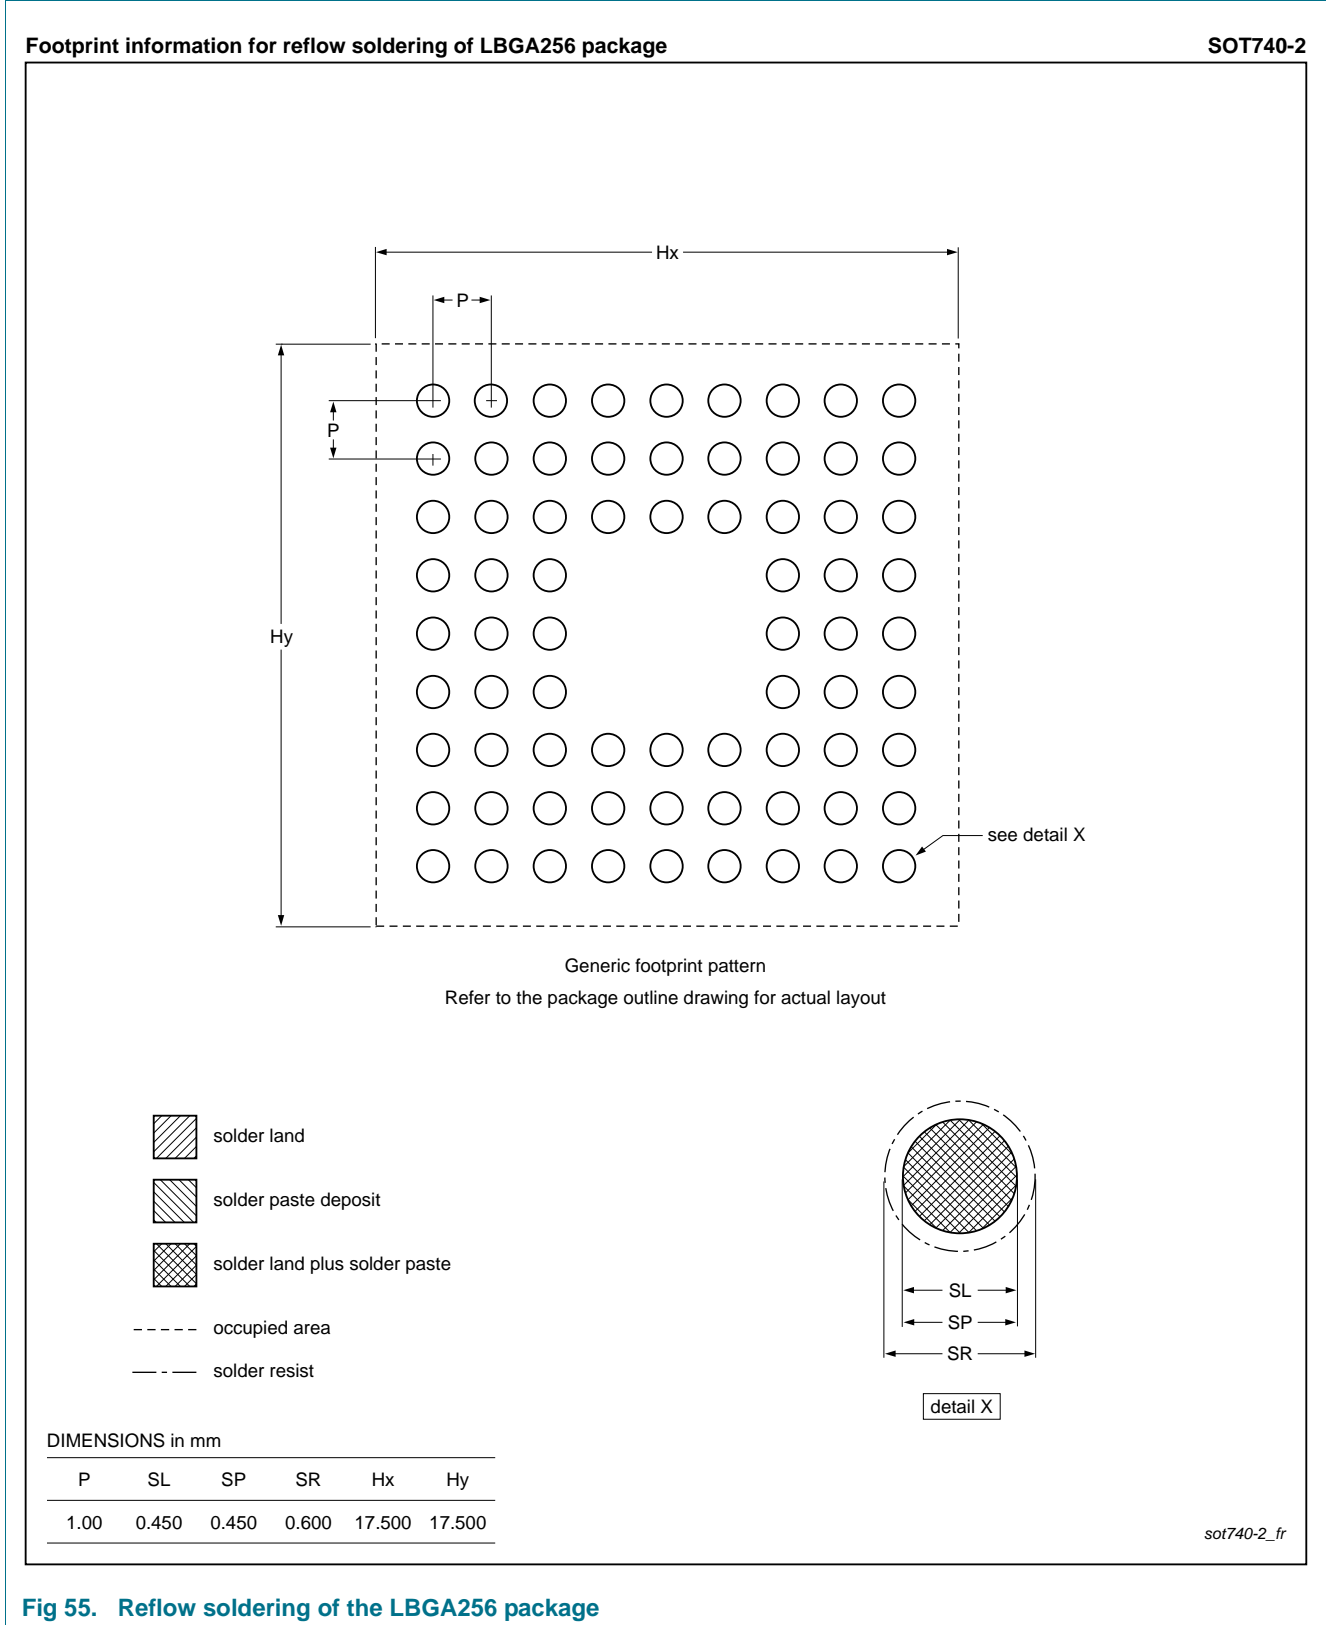 Footprint information for reflow soldering of LBGA256 package SOT740-2
Hx
P
P
Hy
see detail X
Generic footprint pattern
Refer to the package outline drawing for actual layout
solder land
solder paste deposit
solder land plus solder paste
occupied area
solder resist
SL
SP
SR
detail X
DIMENSIONS in mm
P SL SP SR Hx Hy
1.00 0.450 0.450 0.600 17.500 17.500
sot740-2_fr
Fig 55. Reflow soldering of the LBGA256 package